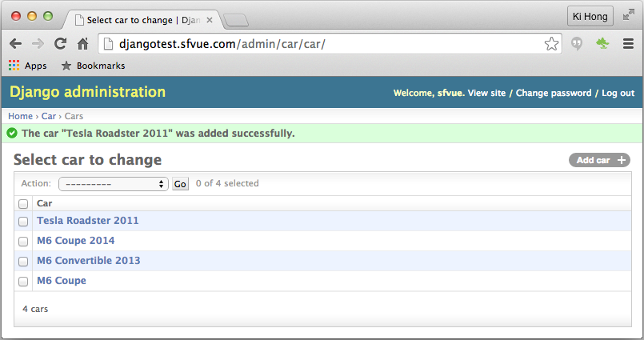 Select car to change | Djan
Ki Hong
djangotest.sfvue.com/admin/car/car/
Apps Bookmarks
Django administration
Welcome, sfvue. View site / Change password / Log out
Home › Car › Cars
The car "Tesla Roadster 2011" was added successfully.
Select car to change
Add car +
Action: --------- Go 0 of 4 selected
Car
Tesla Roadster 2011
M6 Coupe 2014
M6 Convertible 2013
M6 Coupe
4 cars